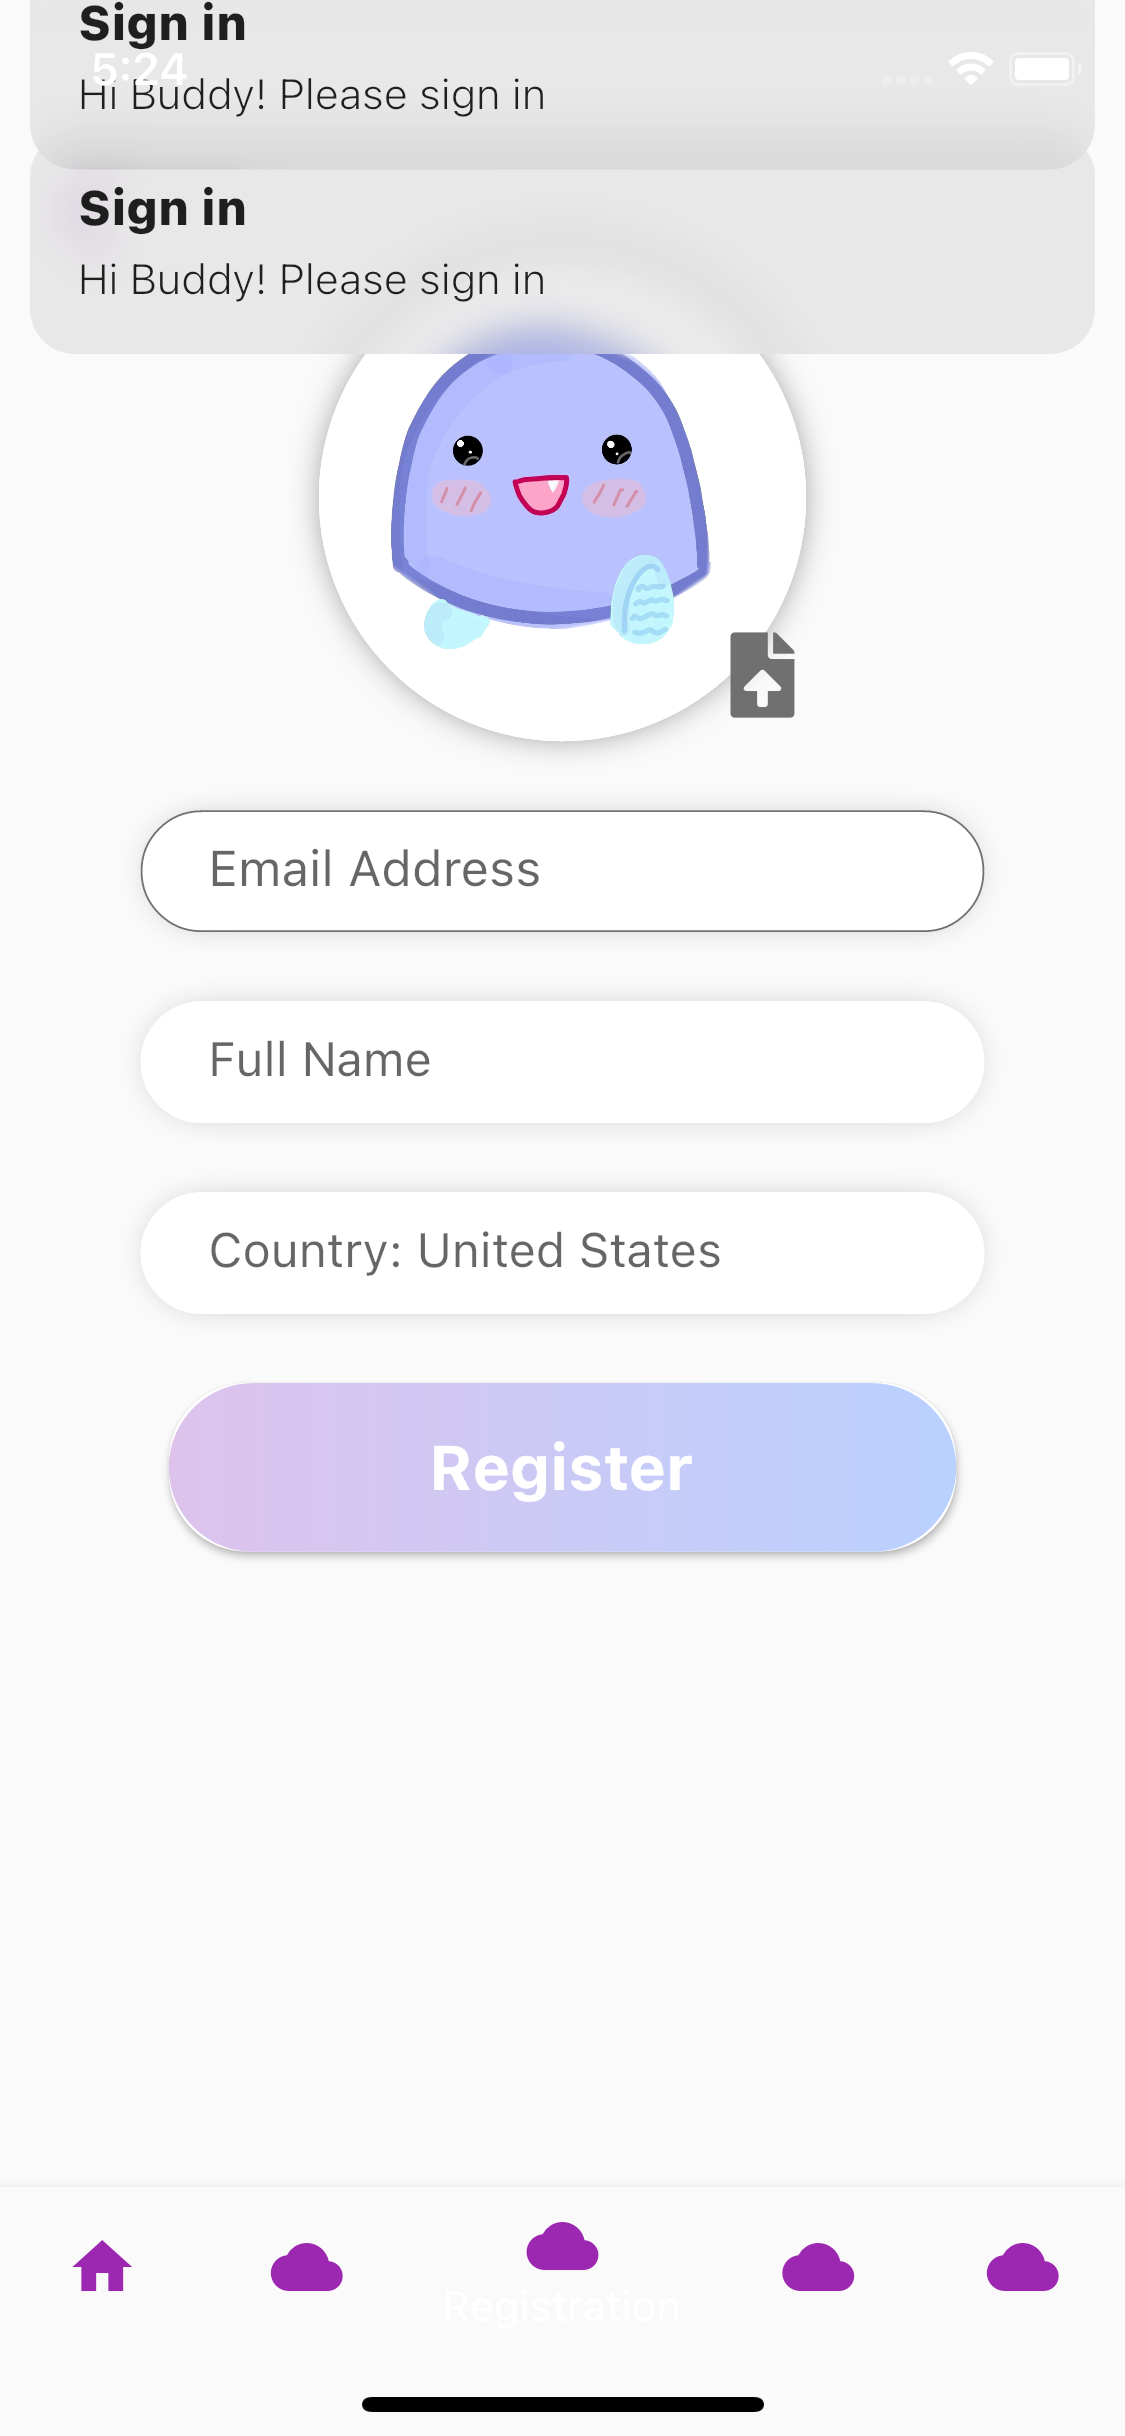 Sign in
5:24
Hi Buddy! Please sign in
Sign in
Hi Buddy! Please sign in
Email Address
Full Name
Country: United States
Register
Registration